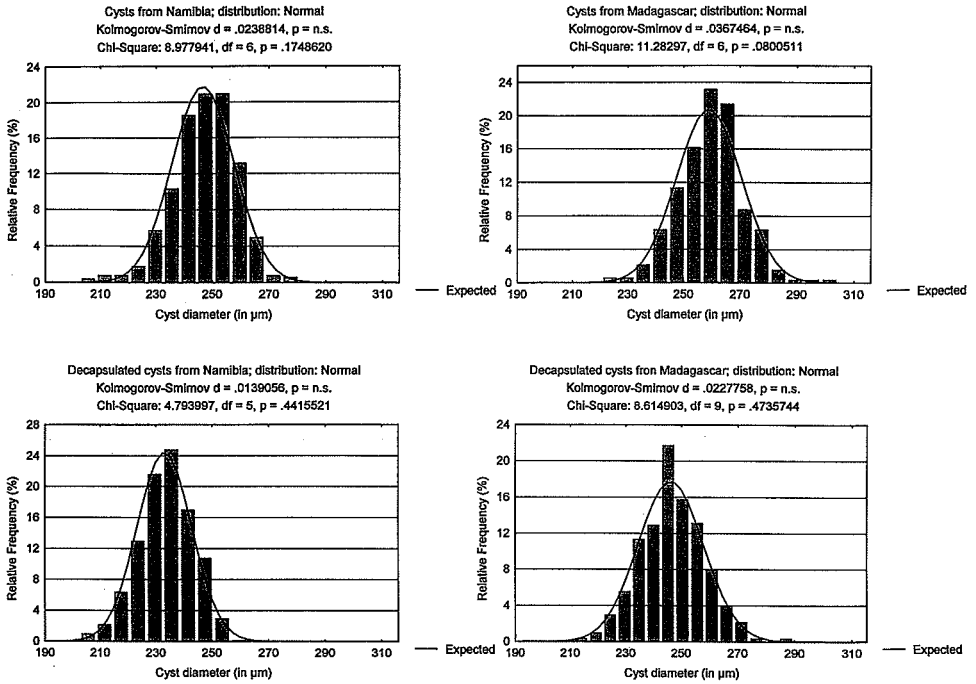 Cysts from Namibia; distribution: Normal
Kolmogorov-Smirnov d = .0238814, p = n.s.
Chi-Square: 8.977941, df = 6, p = .1748620
24
20
16
12
8
4
0
Relative Frequency (%)
190 210 230 250 270 290 310
Cyst diameter (in µm)
Expected
Cysts from Madagascar; distribution: Normal
Kolmogorov-Smirnov d = .0367464, p = n.s.
Chi-Square: 11.28297, df = 6, p = .0800511
24
20
16
12
8
4
0
Relative Frequency (%)
190 210 230 250 270 290 310
Cyst diameter (in µm)
Expected
Decapsulated cysts from Namibia; distribution: Normal
Kolmogorov-Smirnov d = .0139056, p = n.s.
Chi-Square: 4.793997, df = 5, p = .4415521
28
24
20
16
12
8
4
0
Relative Frequency (%)
190 210 230 250 270 290 310
Cyst diameter (in µm)
Expected
Decapsulated cysts fron Madagascar; distribution: Normal
Kolmogorov-Smirnov d = .0227758, p = n.s.
Chi-Square: 8.614903, df = 9, p = .4735744
24
20
16
12
8
4
0
Relative Frequency (%)
190 210 230 250 270 290 310
Cyst diameter (in µm)
Expected